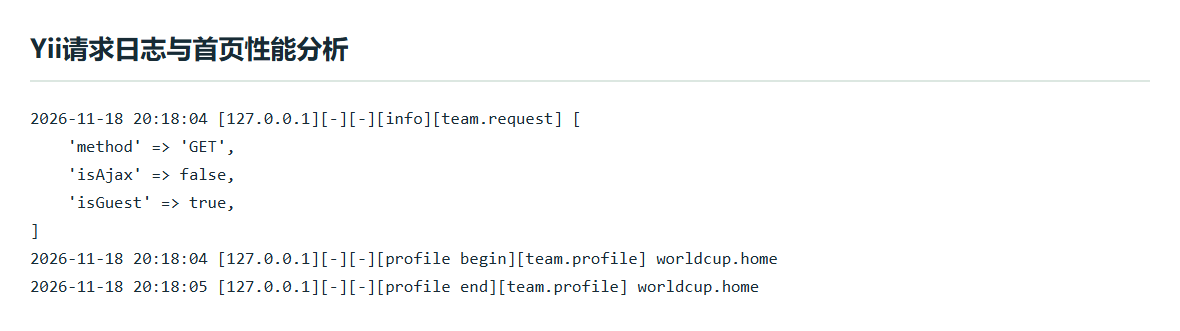 Yii请求日志与首页性能分析
2026-11-18 20:18:04 [127.0.0.1][-][-][info][team.request] [
    'method' => 'GET',
    'isAjax' => false,
    'isGuest' => true,
]
2026-11-18 20:18:04 [127.0.0.1][-][-][profile begin][team.profile] worldcup.home
2026-11-18 20:18:05 [127.0.0.1][-][-][profile end][team.profile] worldcup.home